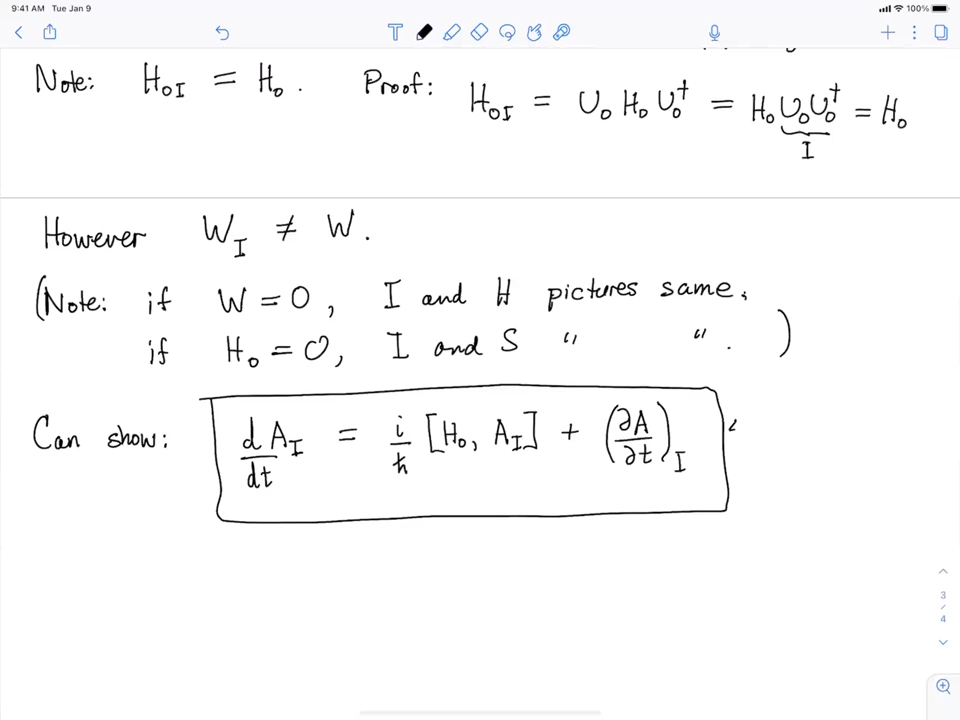 9:41 AM Tue Jan 9 100%
Note: H₀I = H₀. Proof: H₀I = U₀ H₀ U₀† = H₀ U₀U₀† = H₀
I
However W_I ≠ W.
(Note: if W = 0, I and H pictures same,
if H₀ = 0, I and S " " .)
Can show: d A_I / dt = i/ħ [H₀, A_I] + (∂A/∂t)_I
3
/
4